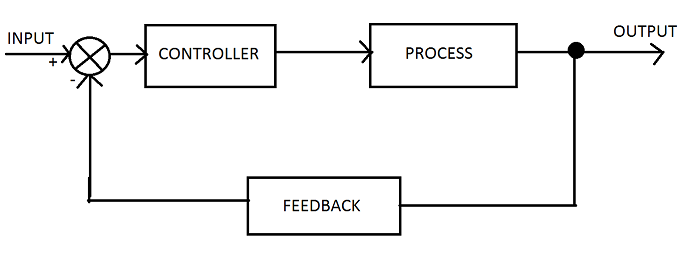 INPUT
OUTPUT
+
-
CONTROLLER
PROCESS
FEEDBACK